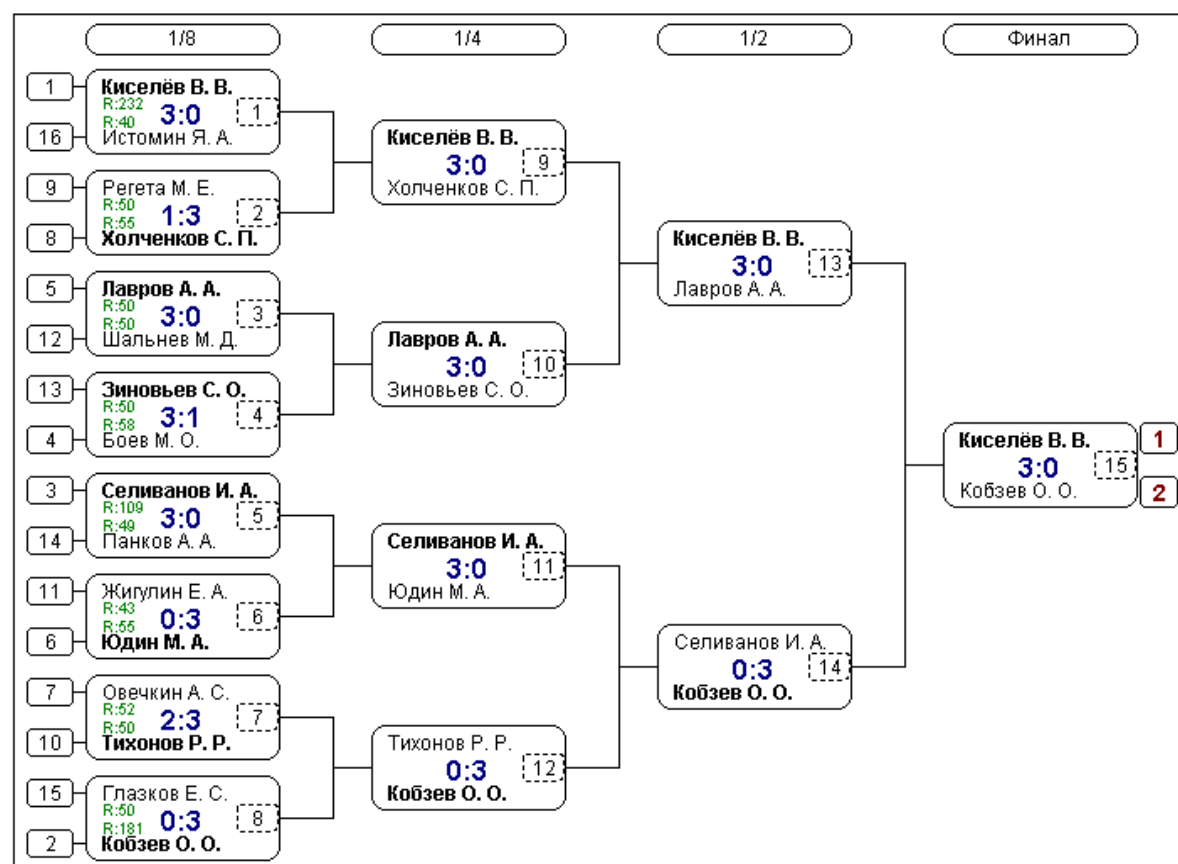 1/8
1/4
1/2
Финал
1
Киселёв В. В.
R:232
R:40
3:0
1
16
Истомин Я. А.
9
Регета М. Е.
R:50
R:55
1:3
2
8
Холченков С. П.
5
Лавров А. А.
R:50
R:50
3:0
3
12
Шальнев М. Д.
13
Зиновьев С. О.
R:50
R:58
3:1
4
4
Боев М. О.
3
Селиванов И. А.
R:109
R:49
3:0
5
14
Панков А. А.
11
Жигулин Е. А.
R:43
R:55
0:3
6
6
Юдин М. А.
7
Овечкин А. С.
R:52
R:50
2:3
7
10
Тихонов Р. Р.
15
Глазков Е. С.
R:50
R:181
0:3
8
2
Кобзев О. О.
Киселёв В. В.
3:0
9
Холченков С. П.
Лавров А. А.
3:0
10
Зиновьев С. О.
Селиванов И. А.
3:0
11
Юдин М. А.
Тихонов Р. Р.
0:3
12
Кобзев О. О.
Киселёв В. В.
3:0
13
Лавров А. А.
Селиванов И. А.
0:3
14
Кобзев О. О.
Киселёв В. В.
3:0
15
Кобзев О. О.
1
2